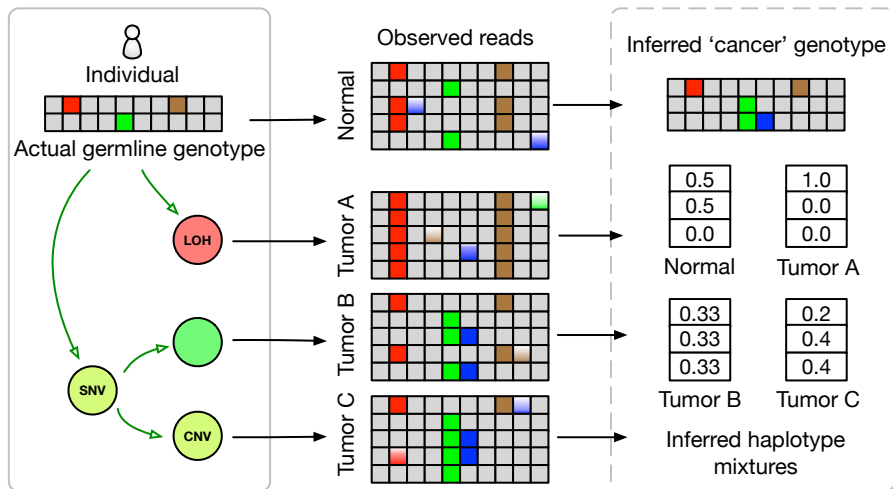 Individual
Actual germline genotype
LOH
SNV
CNV
Observed reads
Normal
Tumor A
Tumor B
Tumor C
Inferred ‘cancer’ genotype
0.5
0.5
0.0
Normal
1.0
0.0
0.0
Tumor A
0.33
0.33
0.33
Tumor B
0.2
0.4
0.4
Tumor C
Inferred haplotype
mixtures